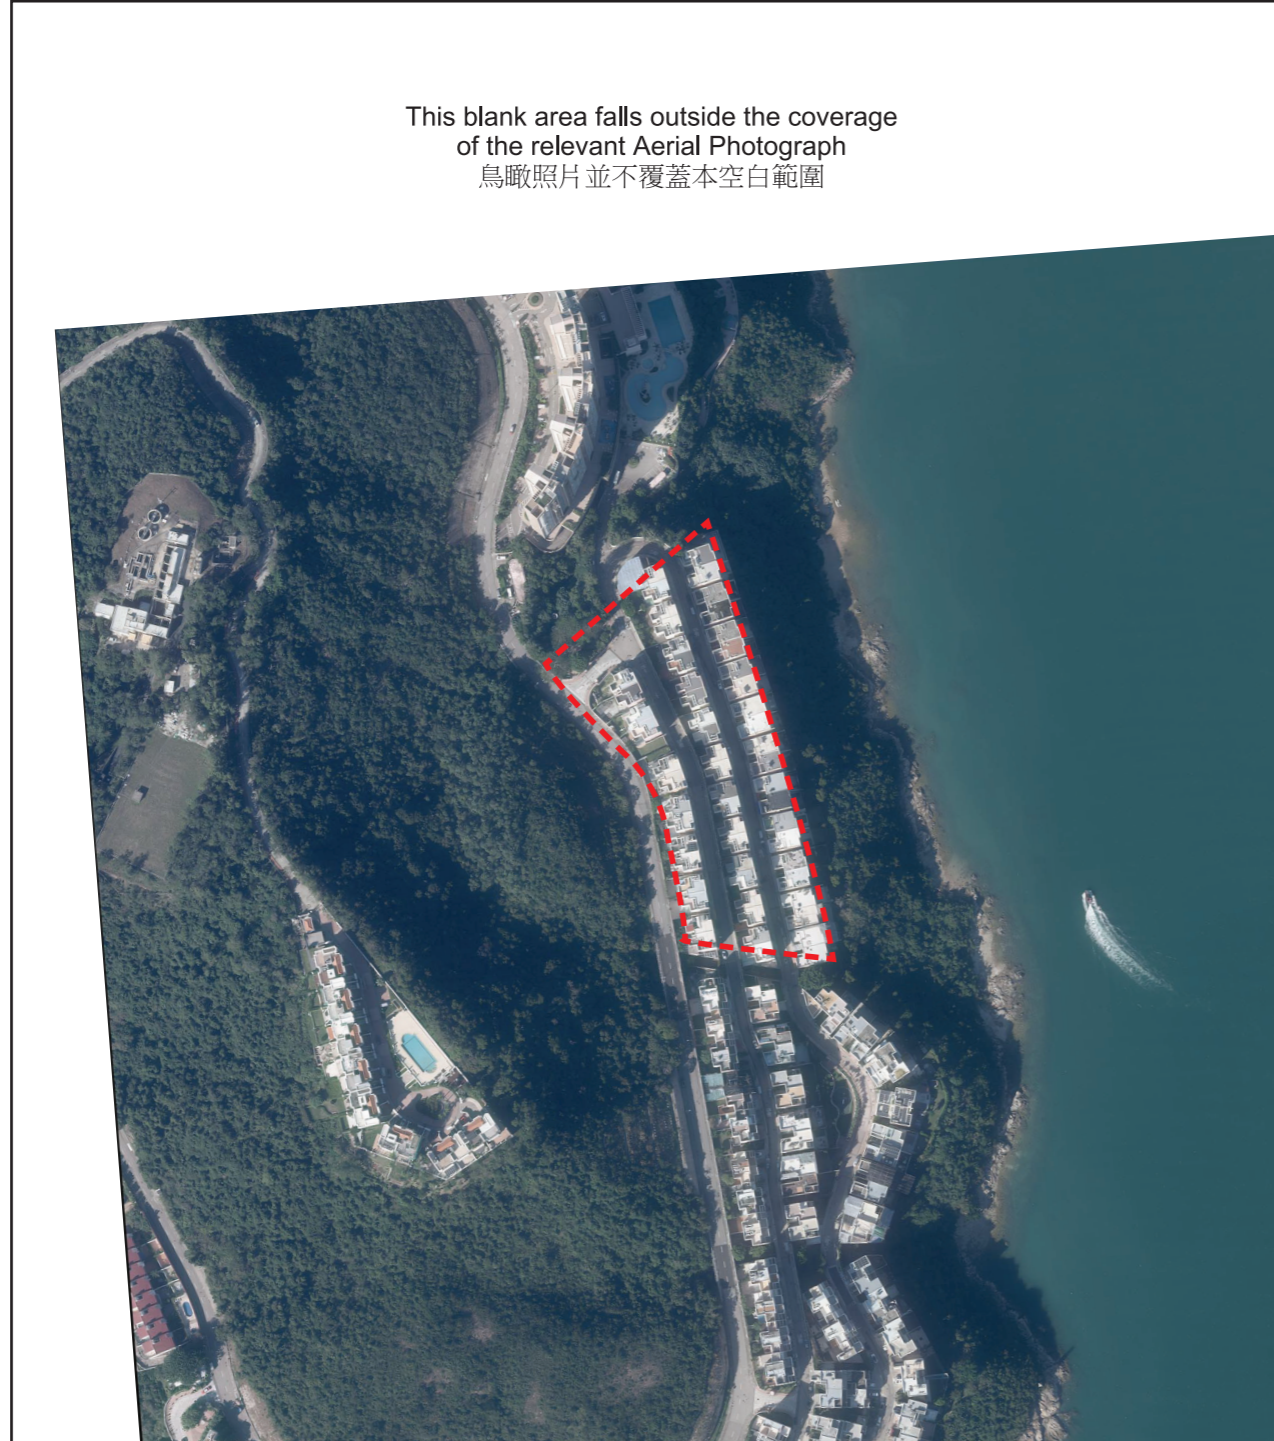 This blank area falls outside the coverage
of the relevant Aerial Photograph
鳥瞰照片並不覆蓋本空白範圍